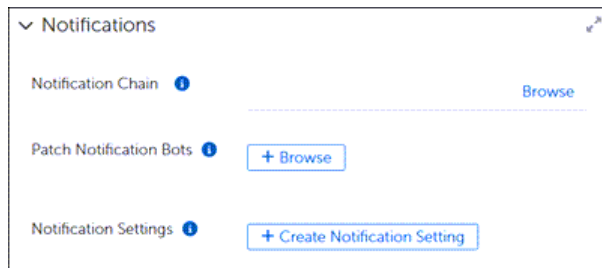 Notifications
Notification Chain
Browse
Patch Notification Bots
+ Browse
Notification Settings
+ Create Notification Setting